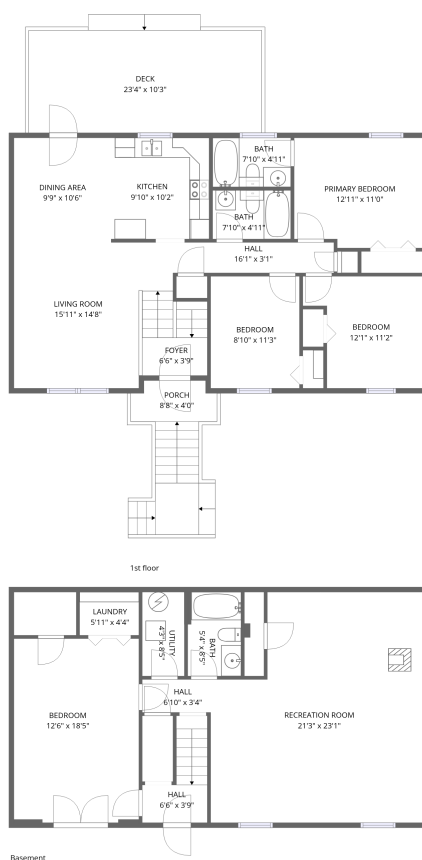 DECK
23'4" x 10'3"
DINING AREA
9'9" x 10'6"
KITCHEN
9'10" x 10'2"
BATH
7'10" x 4'11"
PRIMARY BEDROOM
12'11" x 11'0"
BATH
7'10" x 4'11"
HALL
16'1" x 3'1"
LIVING ROOM
15'11" x 14'8"
BEDROOM
8'10" x 11'3"
BEDROOM
12'1" x 11'2"
FOYER
6'6" x 3'9"
PORCH
8'8" x 4'0"
1st floor
LAUNDRY
5'11" x 4'4"
UTILITY
4'3" x 8'5"
BATH
5'4" x 8'5"
HALL
6'10" x 3'4"
BEDROOM
12'6" x 18'5"
RECREATION ROOM
21'3" x 23'1"
HALL
6'6" x 3'9"
Basement